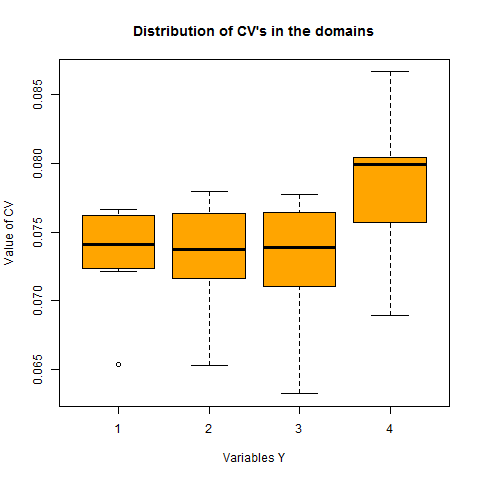 Distribution of CV's in the domains
Value of CV
0.085
0.080
0.075
0.070
0.065
1 2 3 4
Variables Y